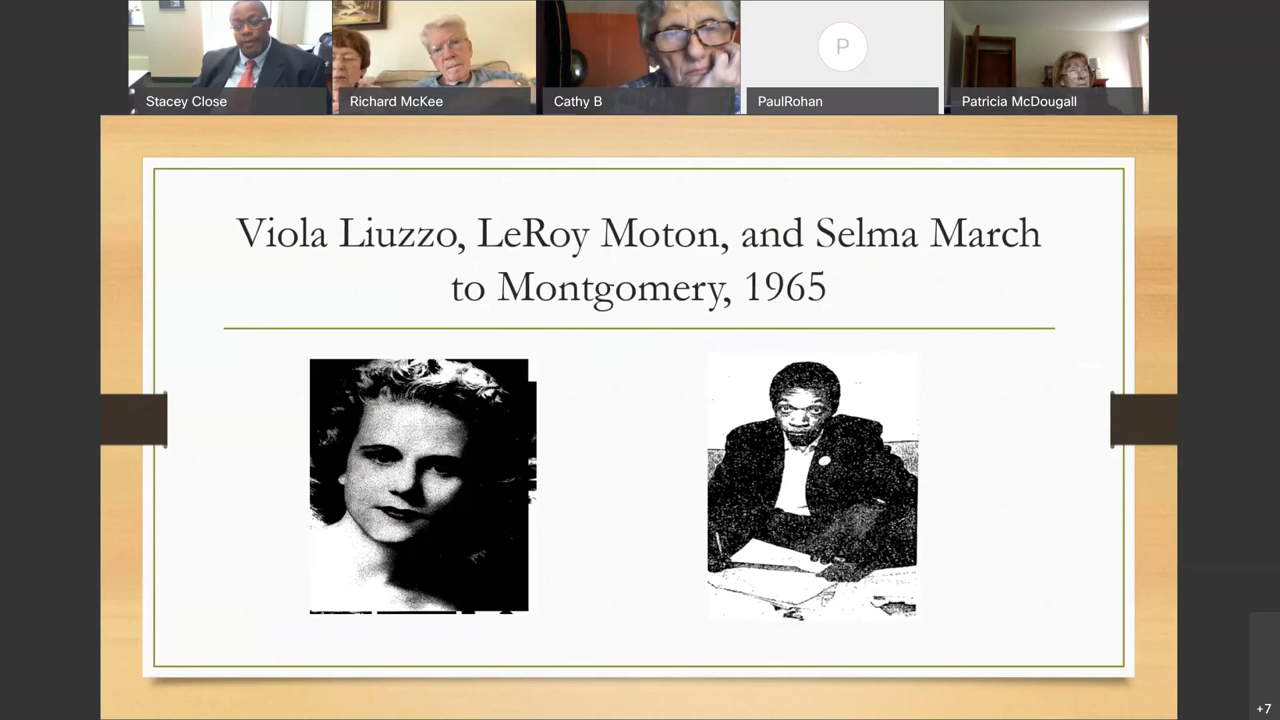 Stacey Close
Richard McKee
Cathy B
P
PaulRohan
Patricia McDougall
Viola Liuzzo, LeRoy Moton, and Selma March
to Montgomery, 1965
+7